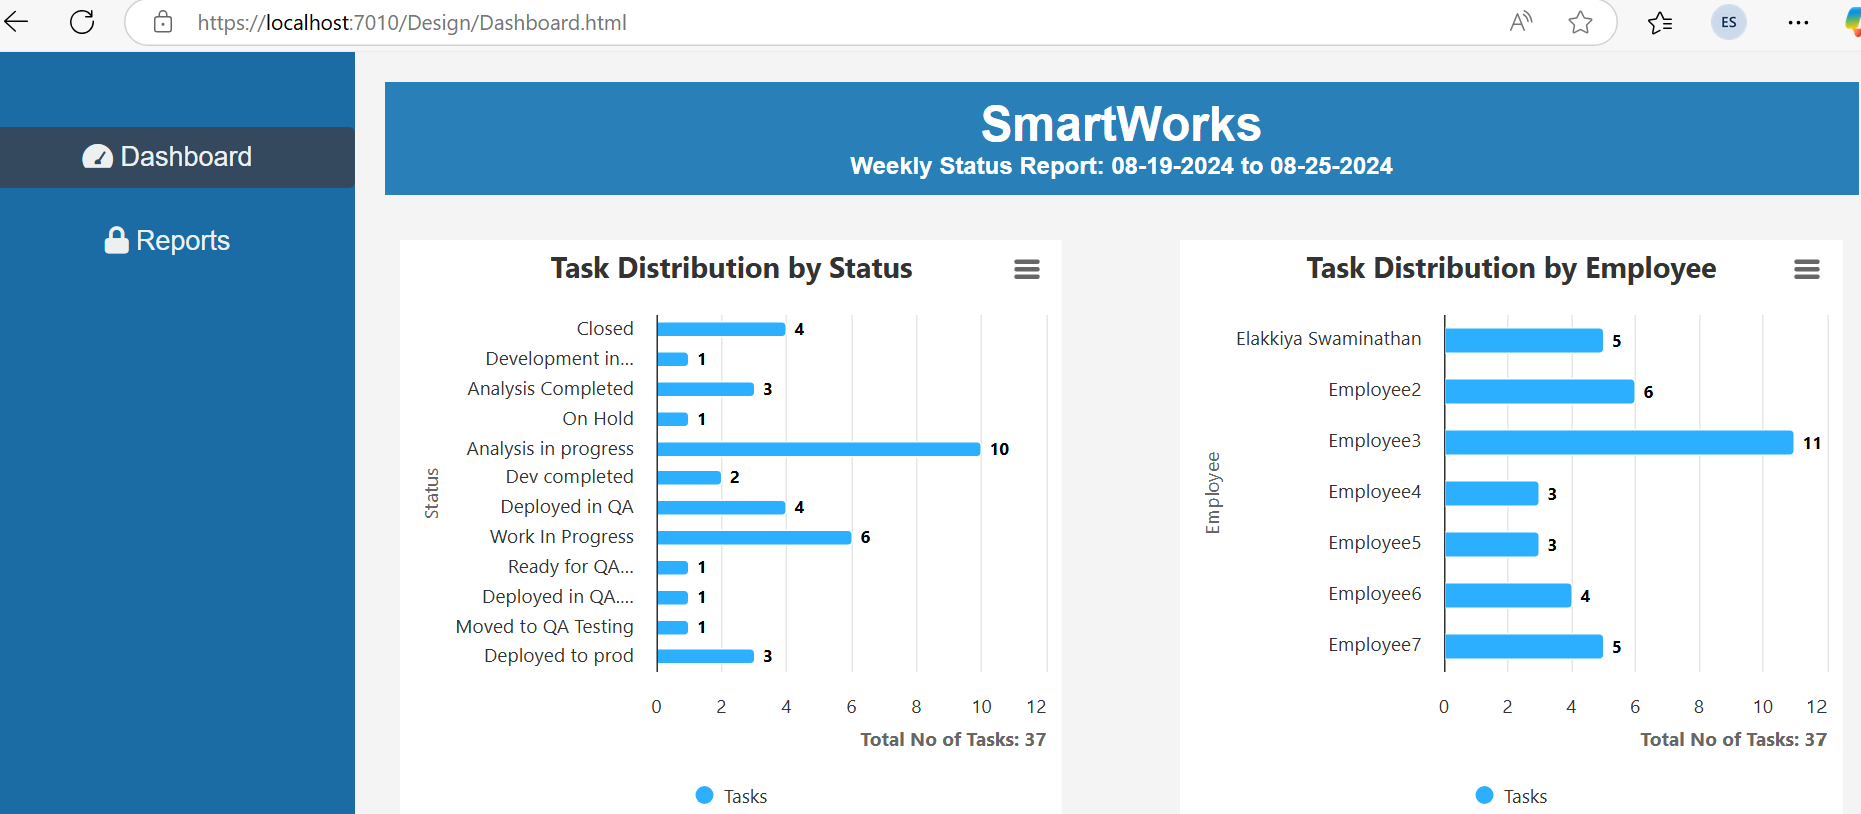 https://localhost:7010/Design/Dashboard.html
A
ES
Dashboard
Reports
SmartWorks
Weekly Status Report: 08-19-2024 to 08-25-2024
Task Distribution by Status
Status
Closed 4
Development in... 1
Analysis Completed 3
On Hold 1
Analysis in progress 10
Dev completed 2
Deployed in QA 4
Work In Progress 6
Ready for QA... 1
Deployed in QA.... 1
Moved to QA Testing 1
Deployed to prod 3
0 2 4 6 8 10 12
Total No of Tasks: 37
Tasks
Task Distribution by Employee
Employee
Elakkiya Swaminathan 5
Employee2 6
Employee3 11
Employee4 3
Employee5 3
Employee6 4
Employee7 5
0 2 4 6 8 10 12
Total No of Tasks: 37
Tasks